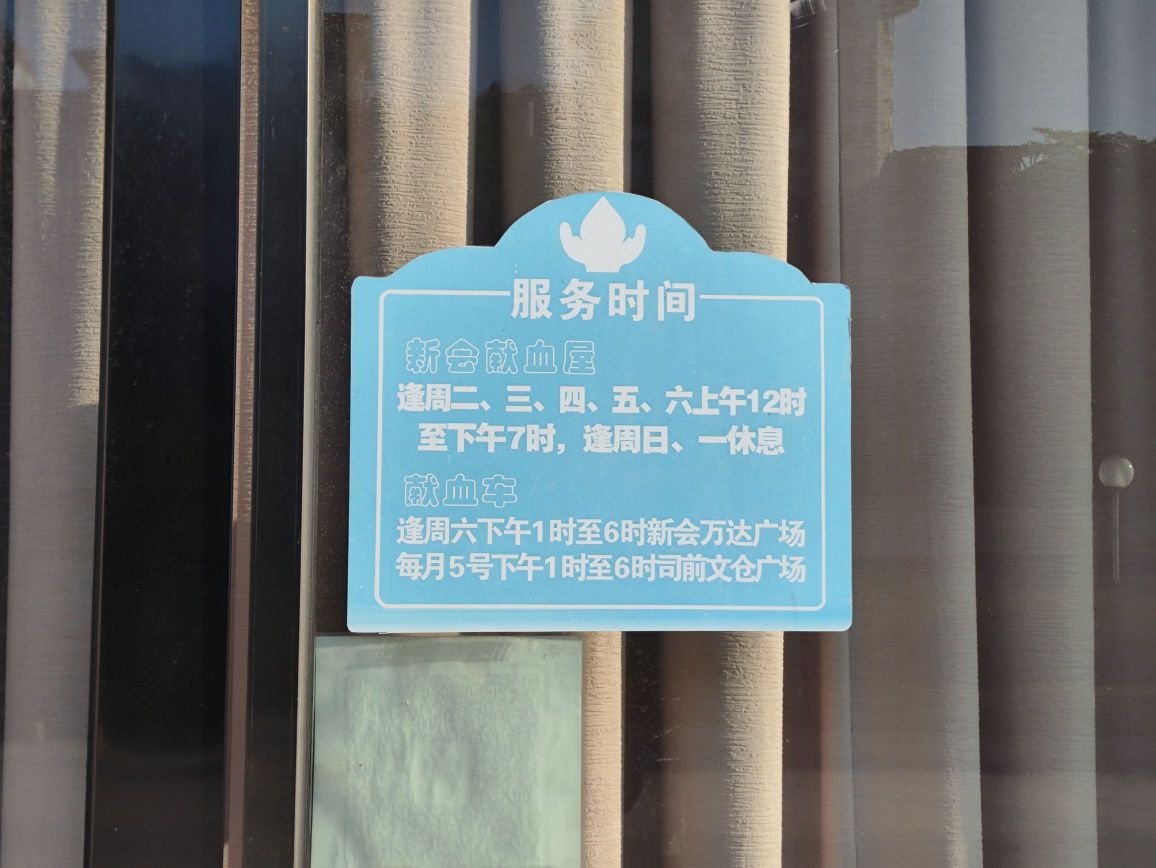 服务时间
新会献血屋
逢周二、三、四、五、六上午12时
至下午7时，逢周日、一休息
献血车
逢周六下午1时至6时新会万达广场
每月5号下午1时至6时司前文仓广场